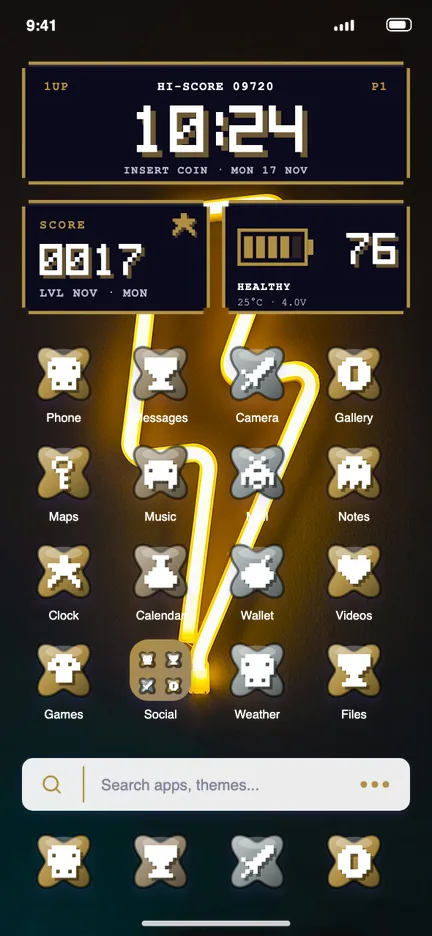 9:41
1UP HI-SCORE 09720 P1
10:24
INSERT COIN · MON 17 NOV
SCORE
0017
LVL NOV · MON
76
HEALTHY
25°C · 4.0V
Phone essages Camera Gallery
Maps Music Notes
Clock Calendar Wallet Videos
Games Social Weather Files
Search apps, themes...